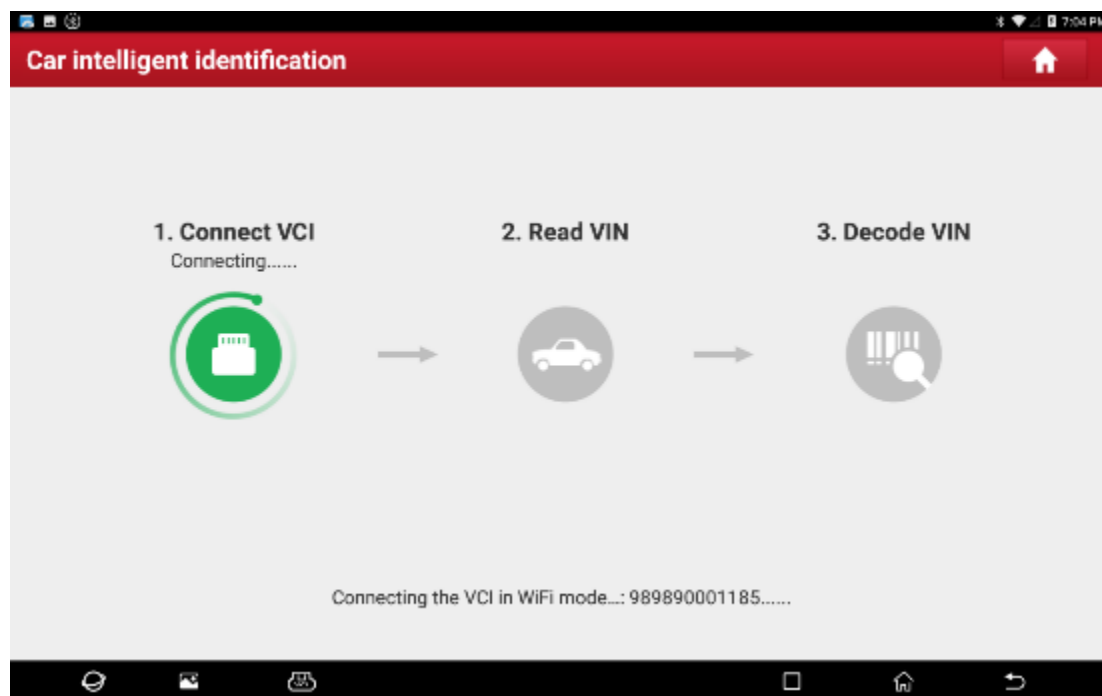 7:04 PM
Car intelligent identification
1. Connect VCI
Connecting......
2. Read VIN
3. Decode VIN
Connecting the VCI in WiFi mode...: 989890001185......